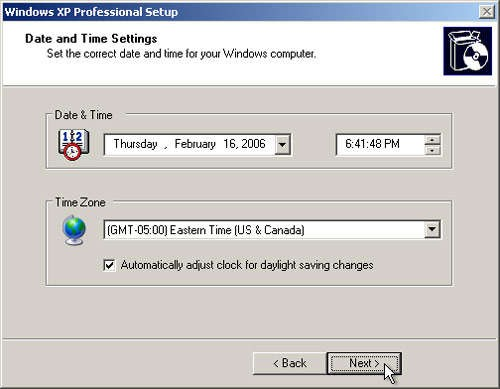 Windows XP Professional Setup
Date and Time Settings
Set the correct date and time for your Windows computer.
Date & Time
1 2
Thursday , February 16, 2006
6:41:48 PM
Time Zone
(GMT-05:00) Eastern Time (US & Canada)
Automatically adjust clock for daylight saving changes
< Back
Next >